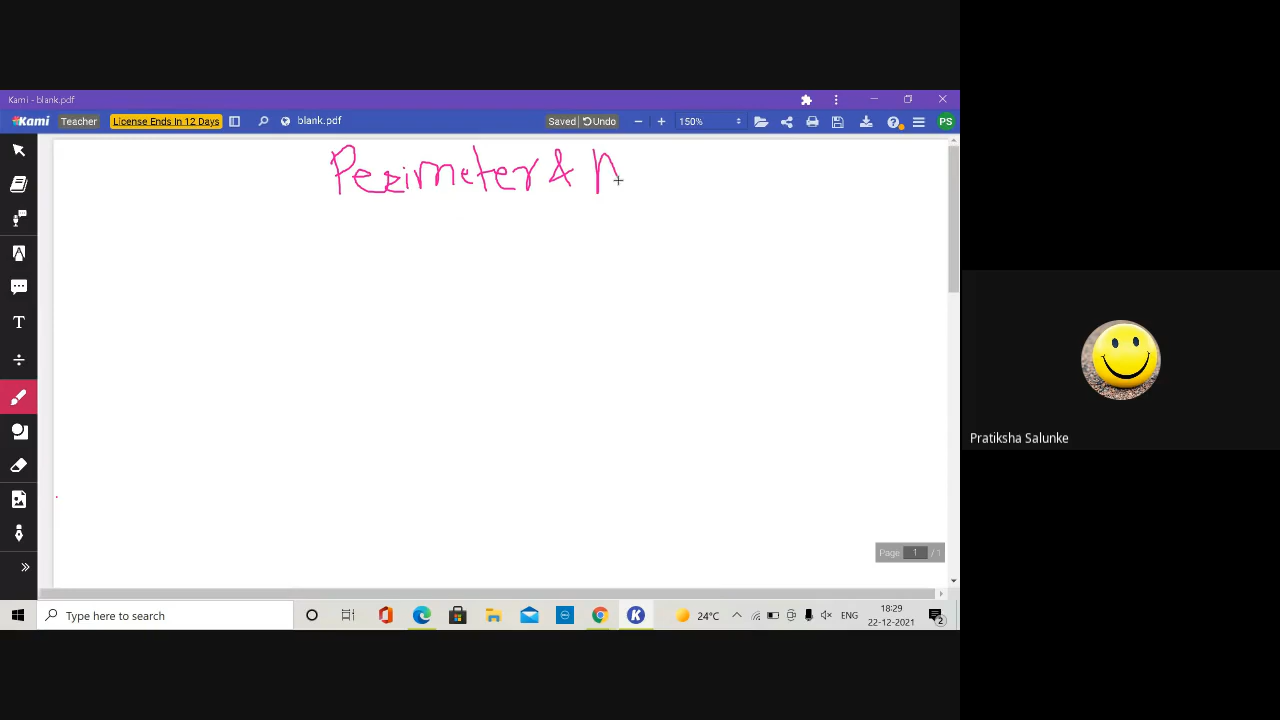 Kami - blank.pdf
Kami Teacher License Ends In 12 Days blank.pdf Saved Undo 150% PS
Perimeter &
T
Pratiksha Salunke
Page 1 / 1
Type here to search 24°C ENG 18:29
22-12-2021 2